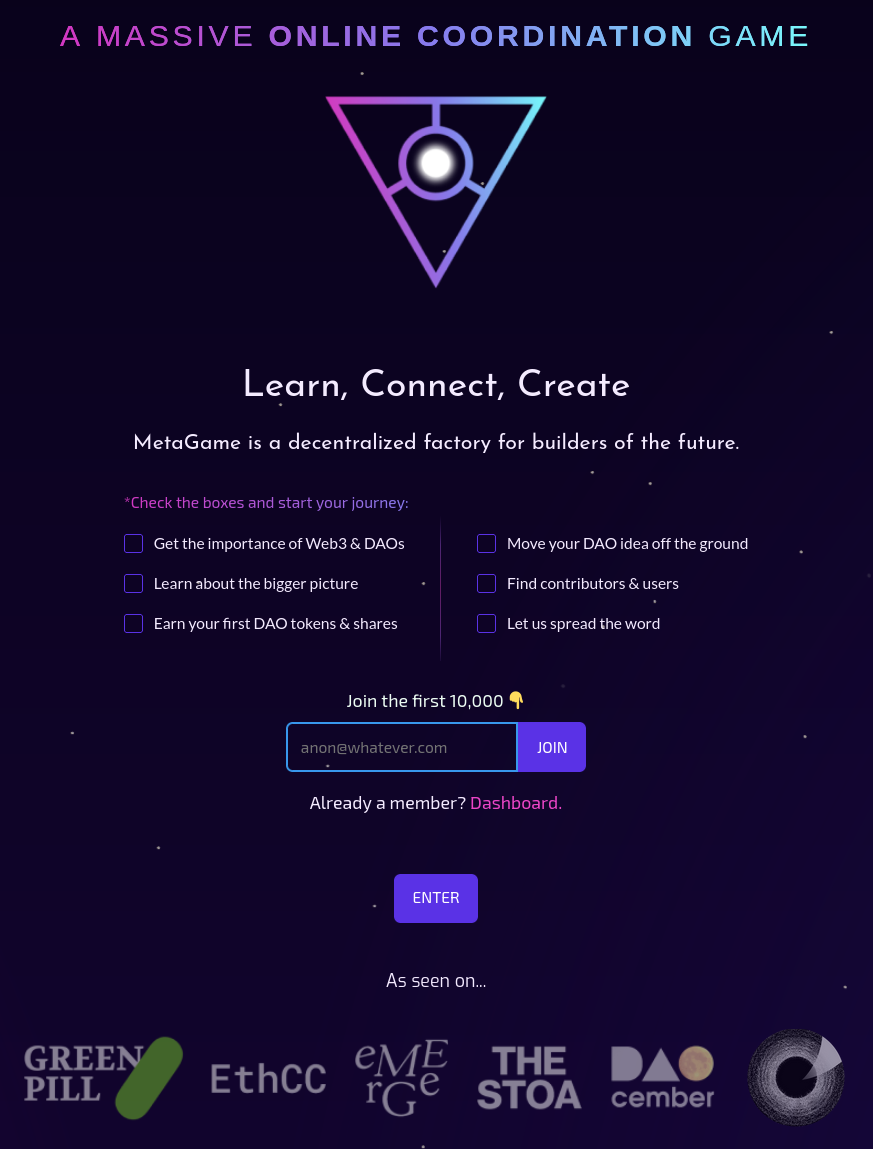 A MASSIVE ONLINE COORDINATION GAME
Learn, Connect, Create
MetaGame is a decentralized factory for builders of the future.
*Check the boxes and start your journey:
Get the importance of Web3 & DAOs
Learn about the bigger picture
Earn your first DAO tokens & shares
Move your DAO idea off the ground
Find contributors & users
Let us spread the word
Join the first 10,000 👇
anon@whatever.com
JOIN
Already a member? Dashboard.
ENTER
As seen on...
GREEN
PILL
EthCC
eMErGe
THE
STOA
DAO
cember